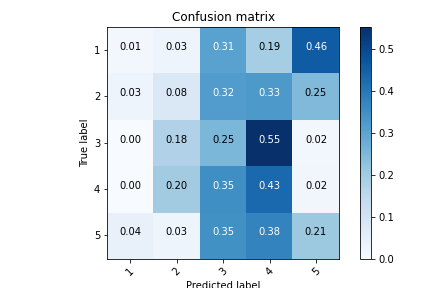 Confusion matrix
True label
1 0.01 0.03 0.31 0.19 0.46
2 0.03 0.08 0.32 0.33 0.25
3 0.00 0.18 0.25 0.55 0.02
4 0.00 0.20 0.35 0.43 0.02
5 0.04 0.03 0.35 0.38 0.21
1 2 3 4 5
Predicted label
0.5
0.4
0.3
0.2
0.1
0.0